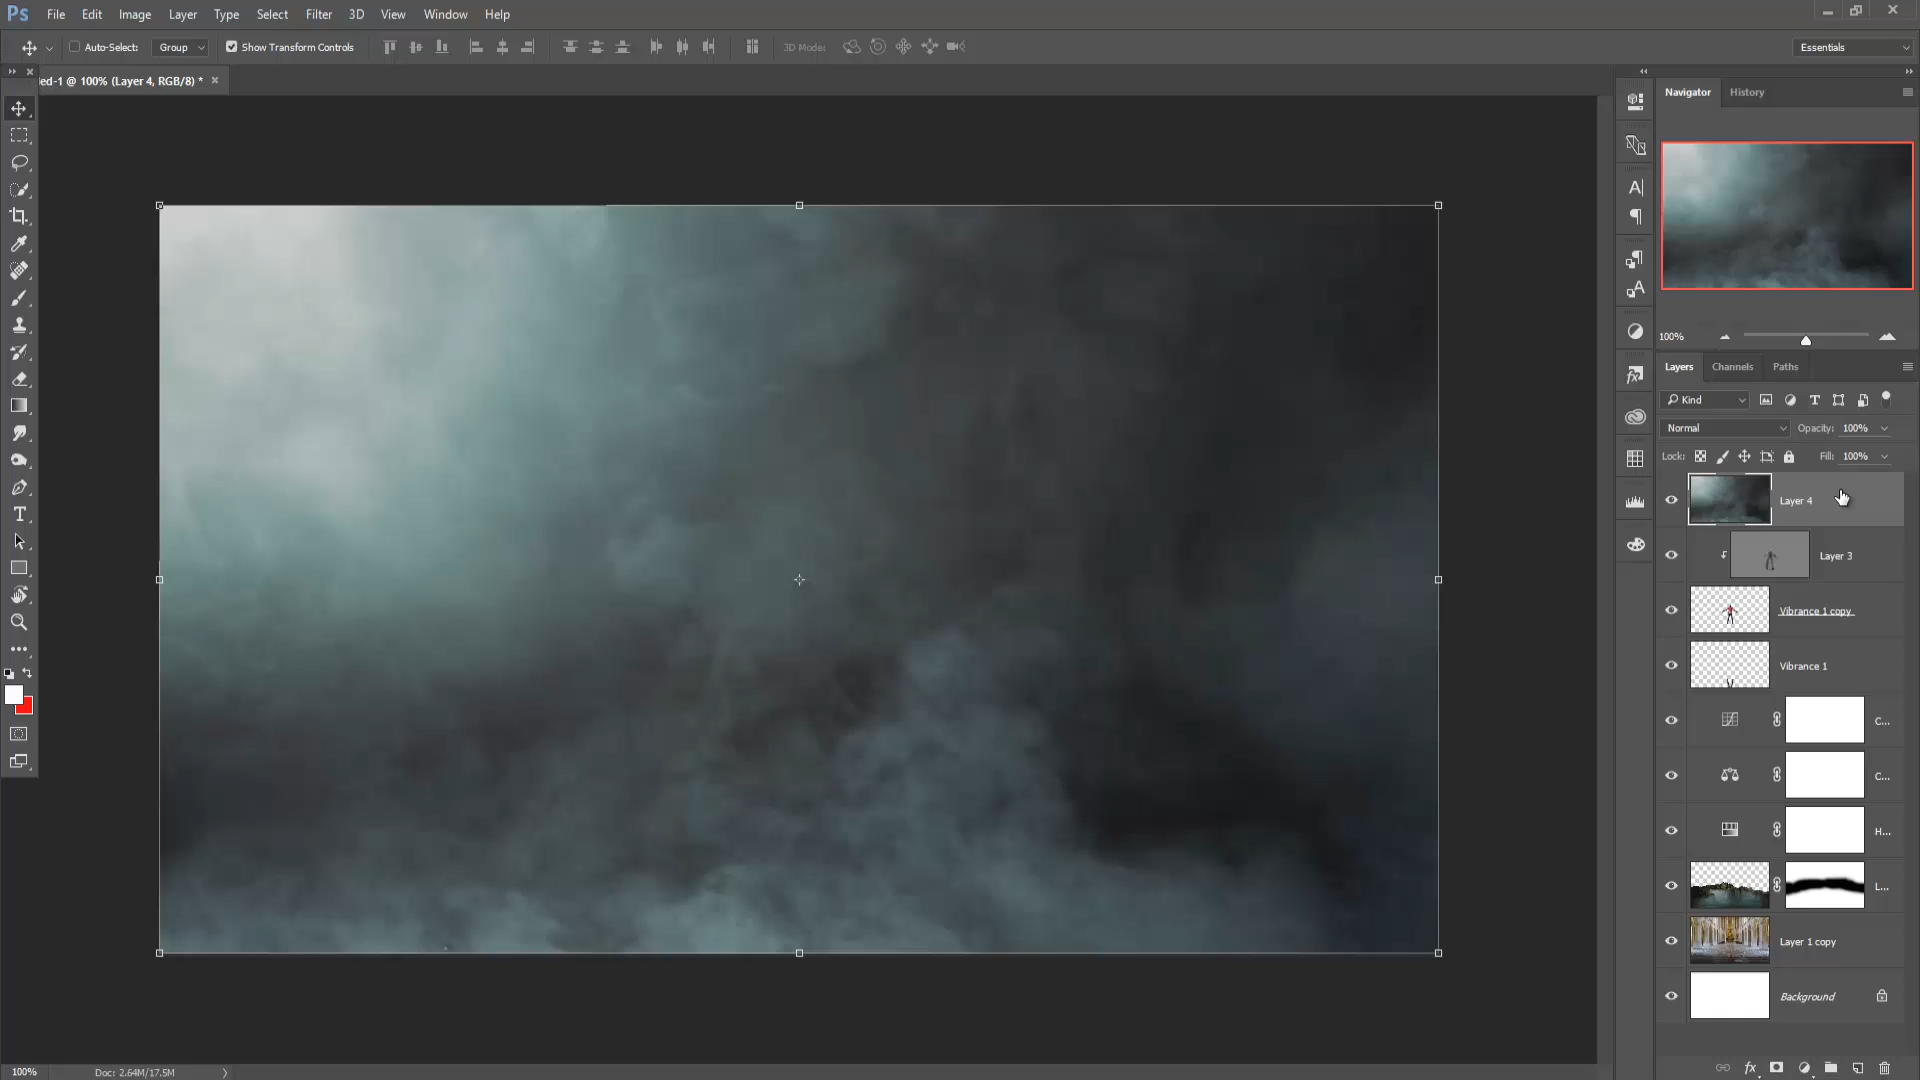 Ps File Edit Image Layer Type Select Filter 3D View Window Help
Auto-Select: Group Show Transform Controls 3D Mode: Essentials
ed-1 @ 100% (Layer 4, RGB/8) *
Navigator History
100%
Layers Channels Paths
Kind
Normal Opacity: 100%
Lock: Fill: 100%
Layer 4
Layer 3
Vibrance 1 copy
Vibrance 1
C...
C...
H...
L...
Layer 1 copy
Background
100% Doc: 2.64M/17.5M